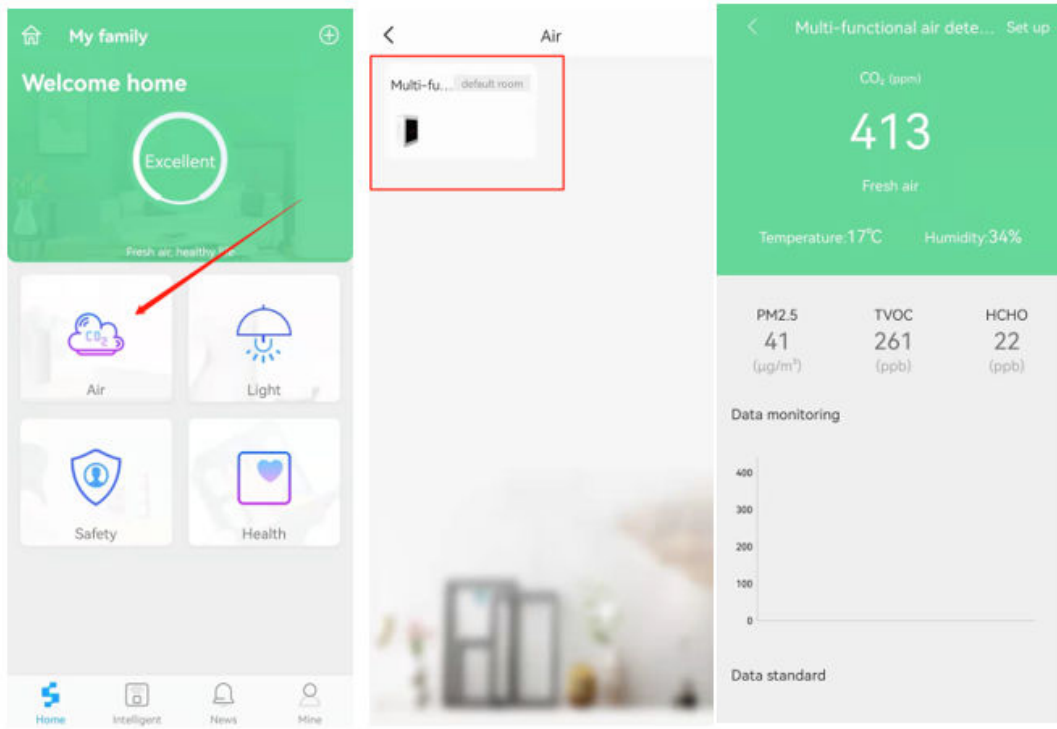 My family
Welcome home
Excellent
Fresh air, healthy
CO2
Air
Light
Safety
Health
Home
Intelligent
News
Mine
Air
Multi-fu...
default room
Multi-functional air dete...
Set up
CO₂ (ppm)
413
Fresh air
Temperature:17℃
Humidity:34%
PM2.5
TVOC
HCHO
41
261
22
(μg/m³)
(ppb)
(ppb)
Data monitoring
400
300
200
100
0
Data standard